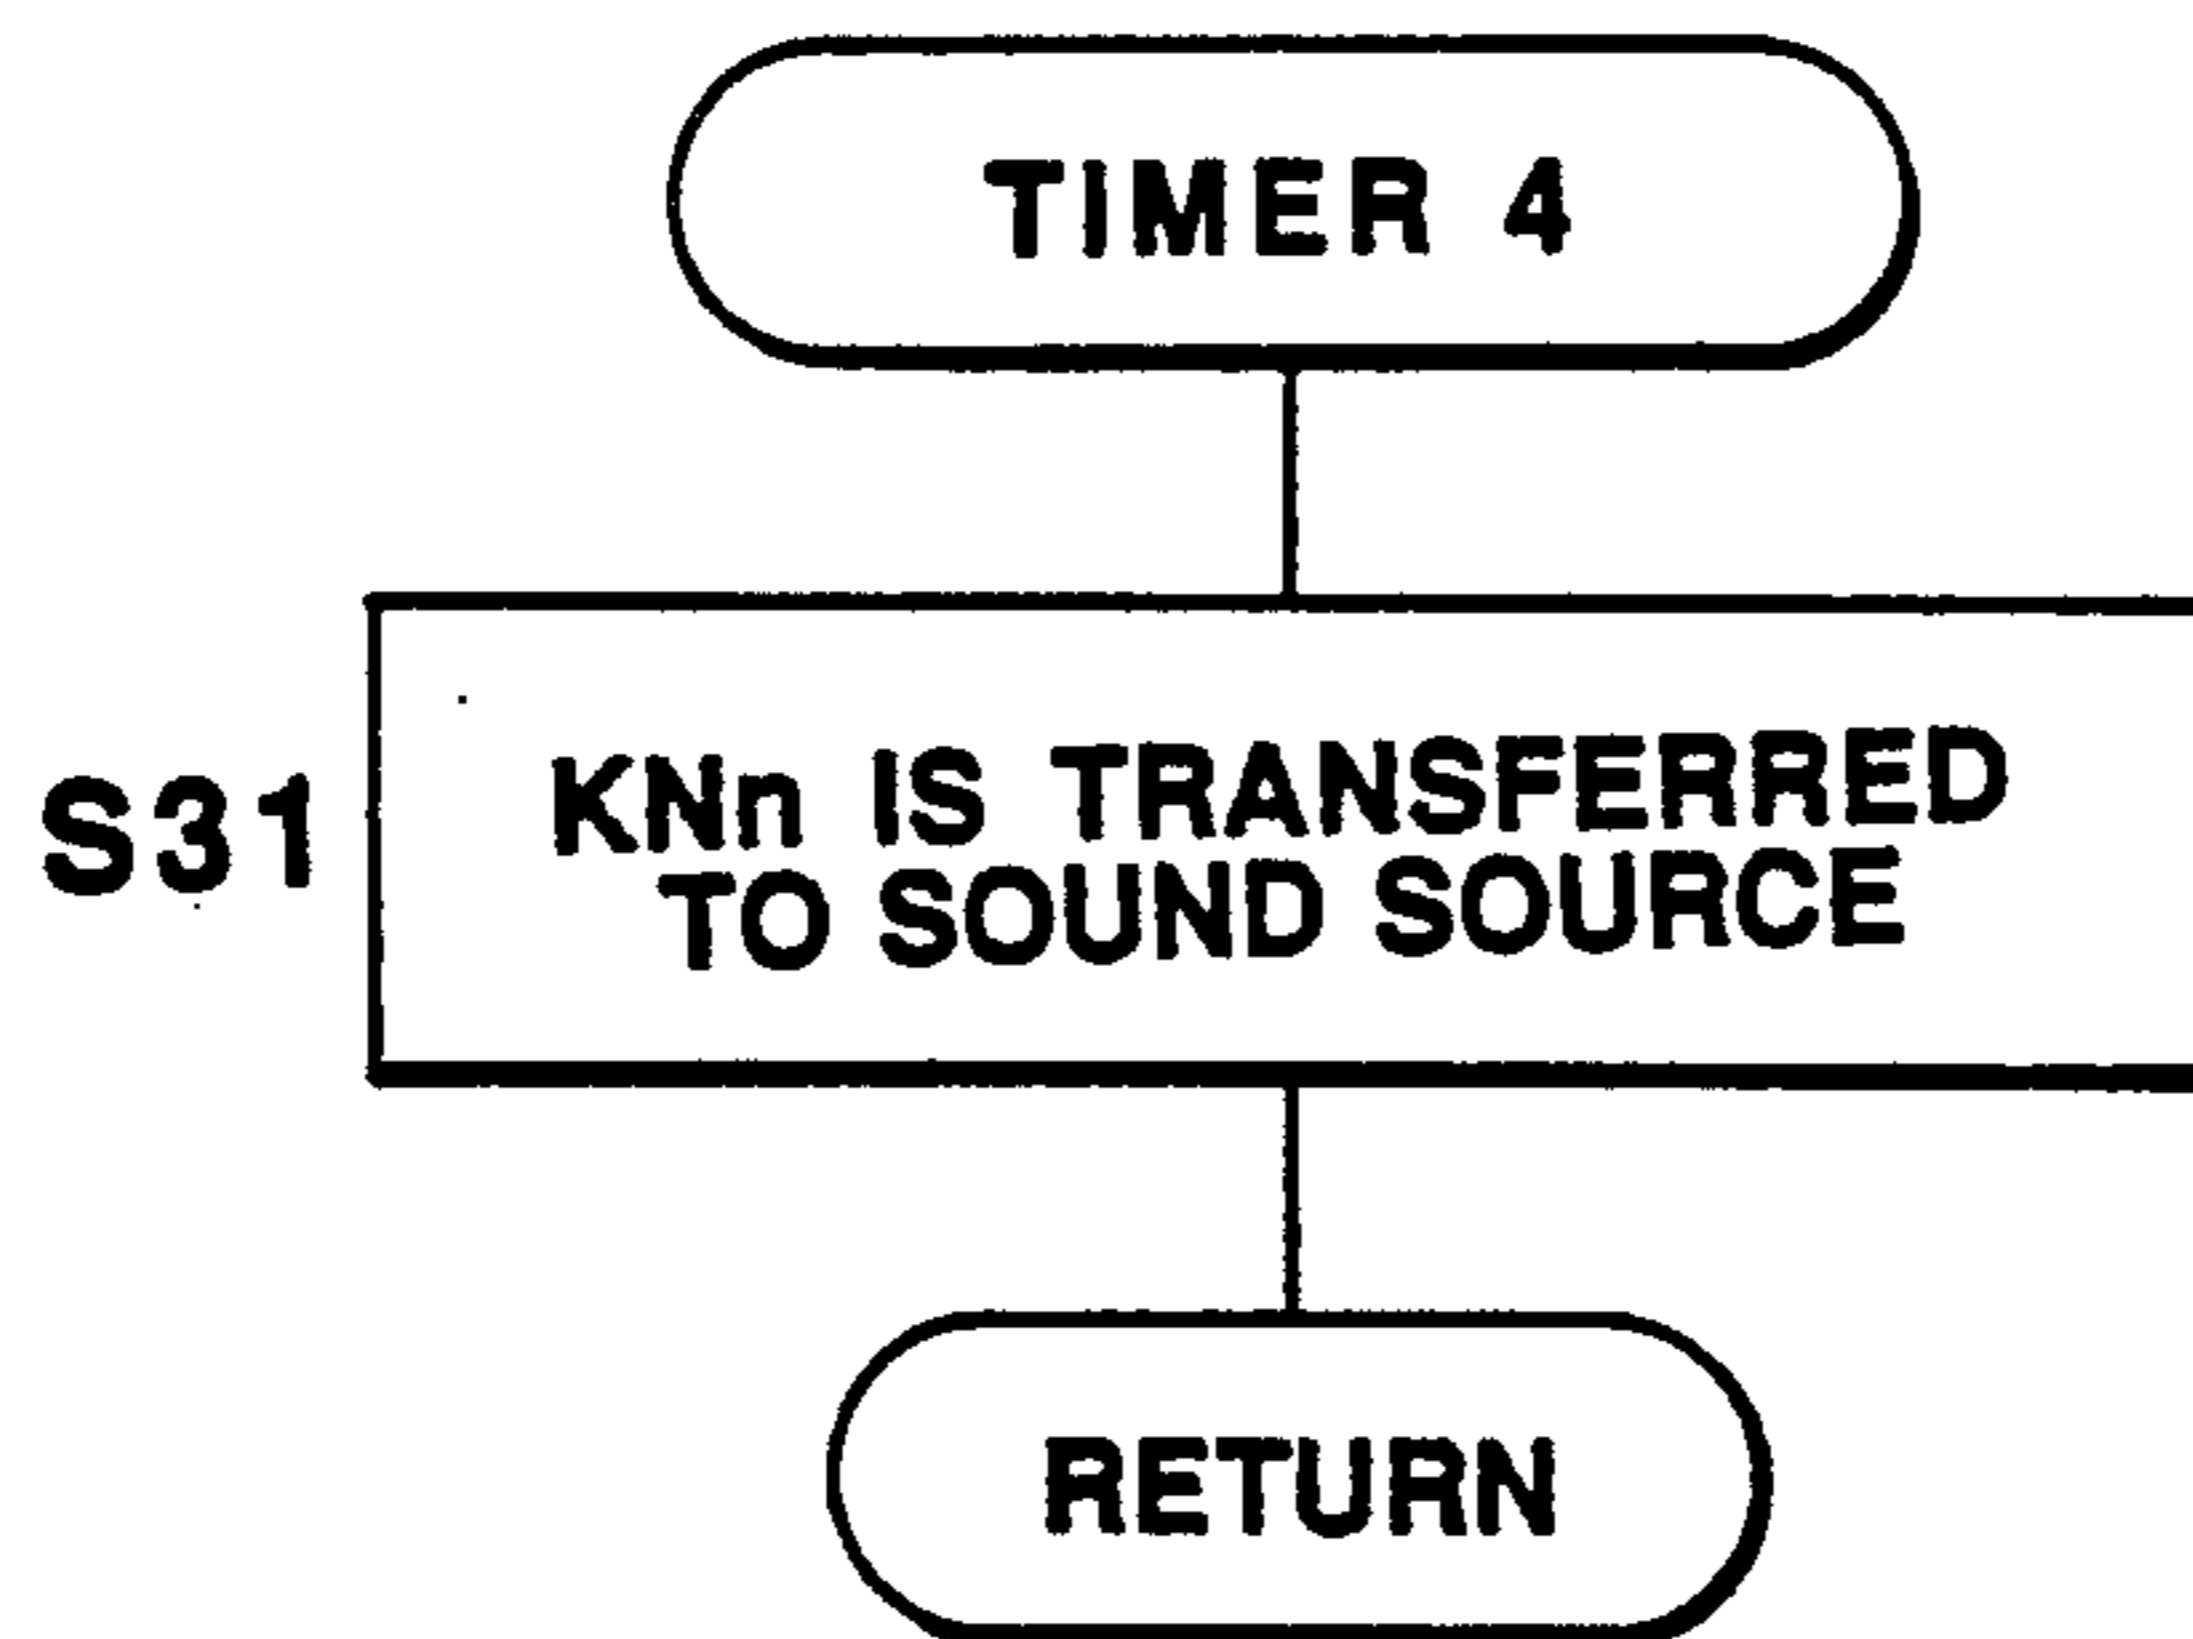 TIMER 4
S31
KNn IS TRANSFERRED
TO SOUND SOURCE
RETURN